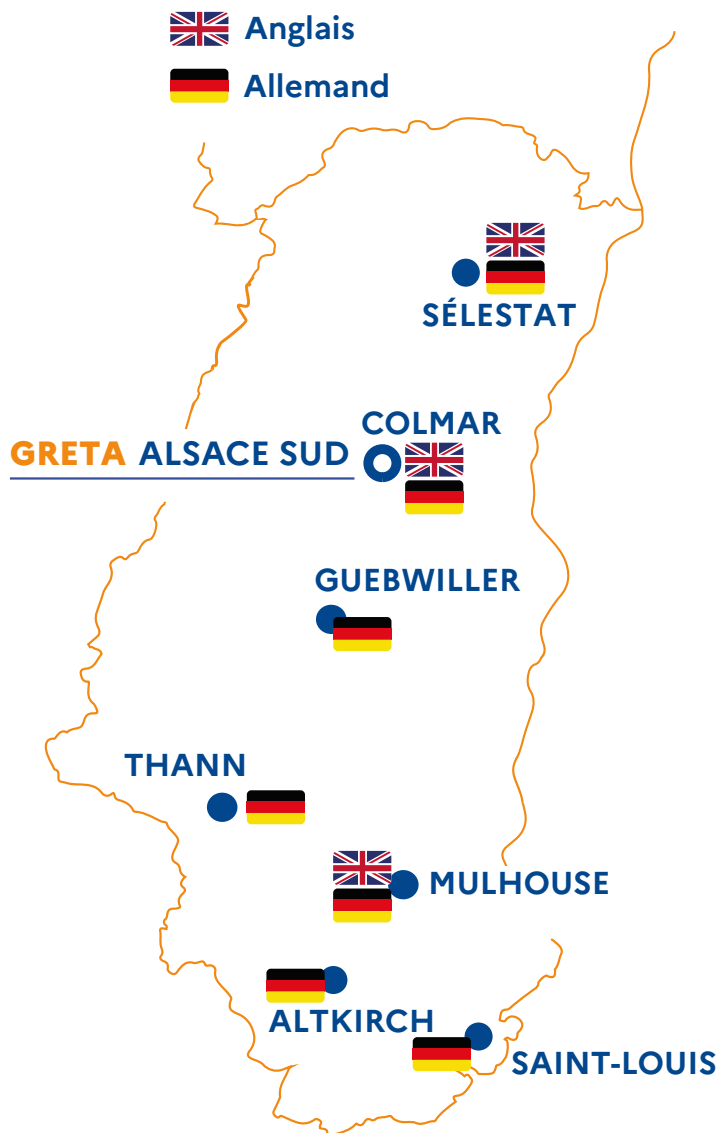 Anglais
Allemand
SÉLESTAT
COLMAR
GRETA ALSACE SUD
GUEBWILLER
THANN
MULHOUSE
ALTKIRCH
SAINT-LOUIS